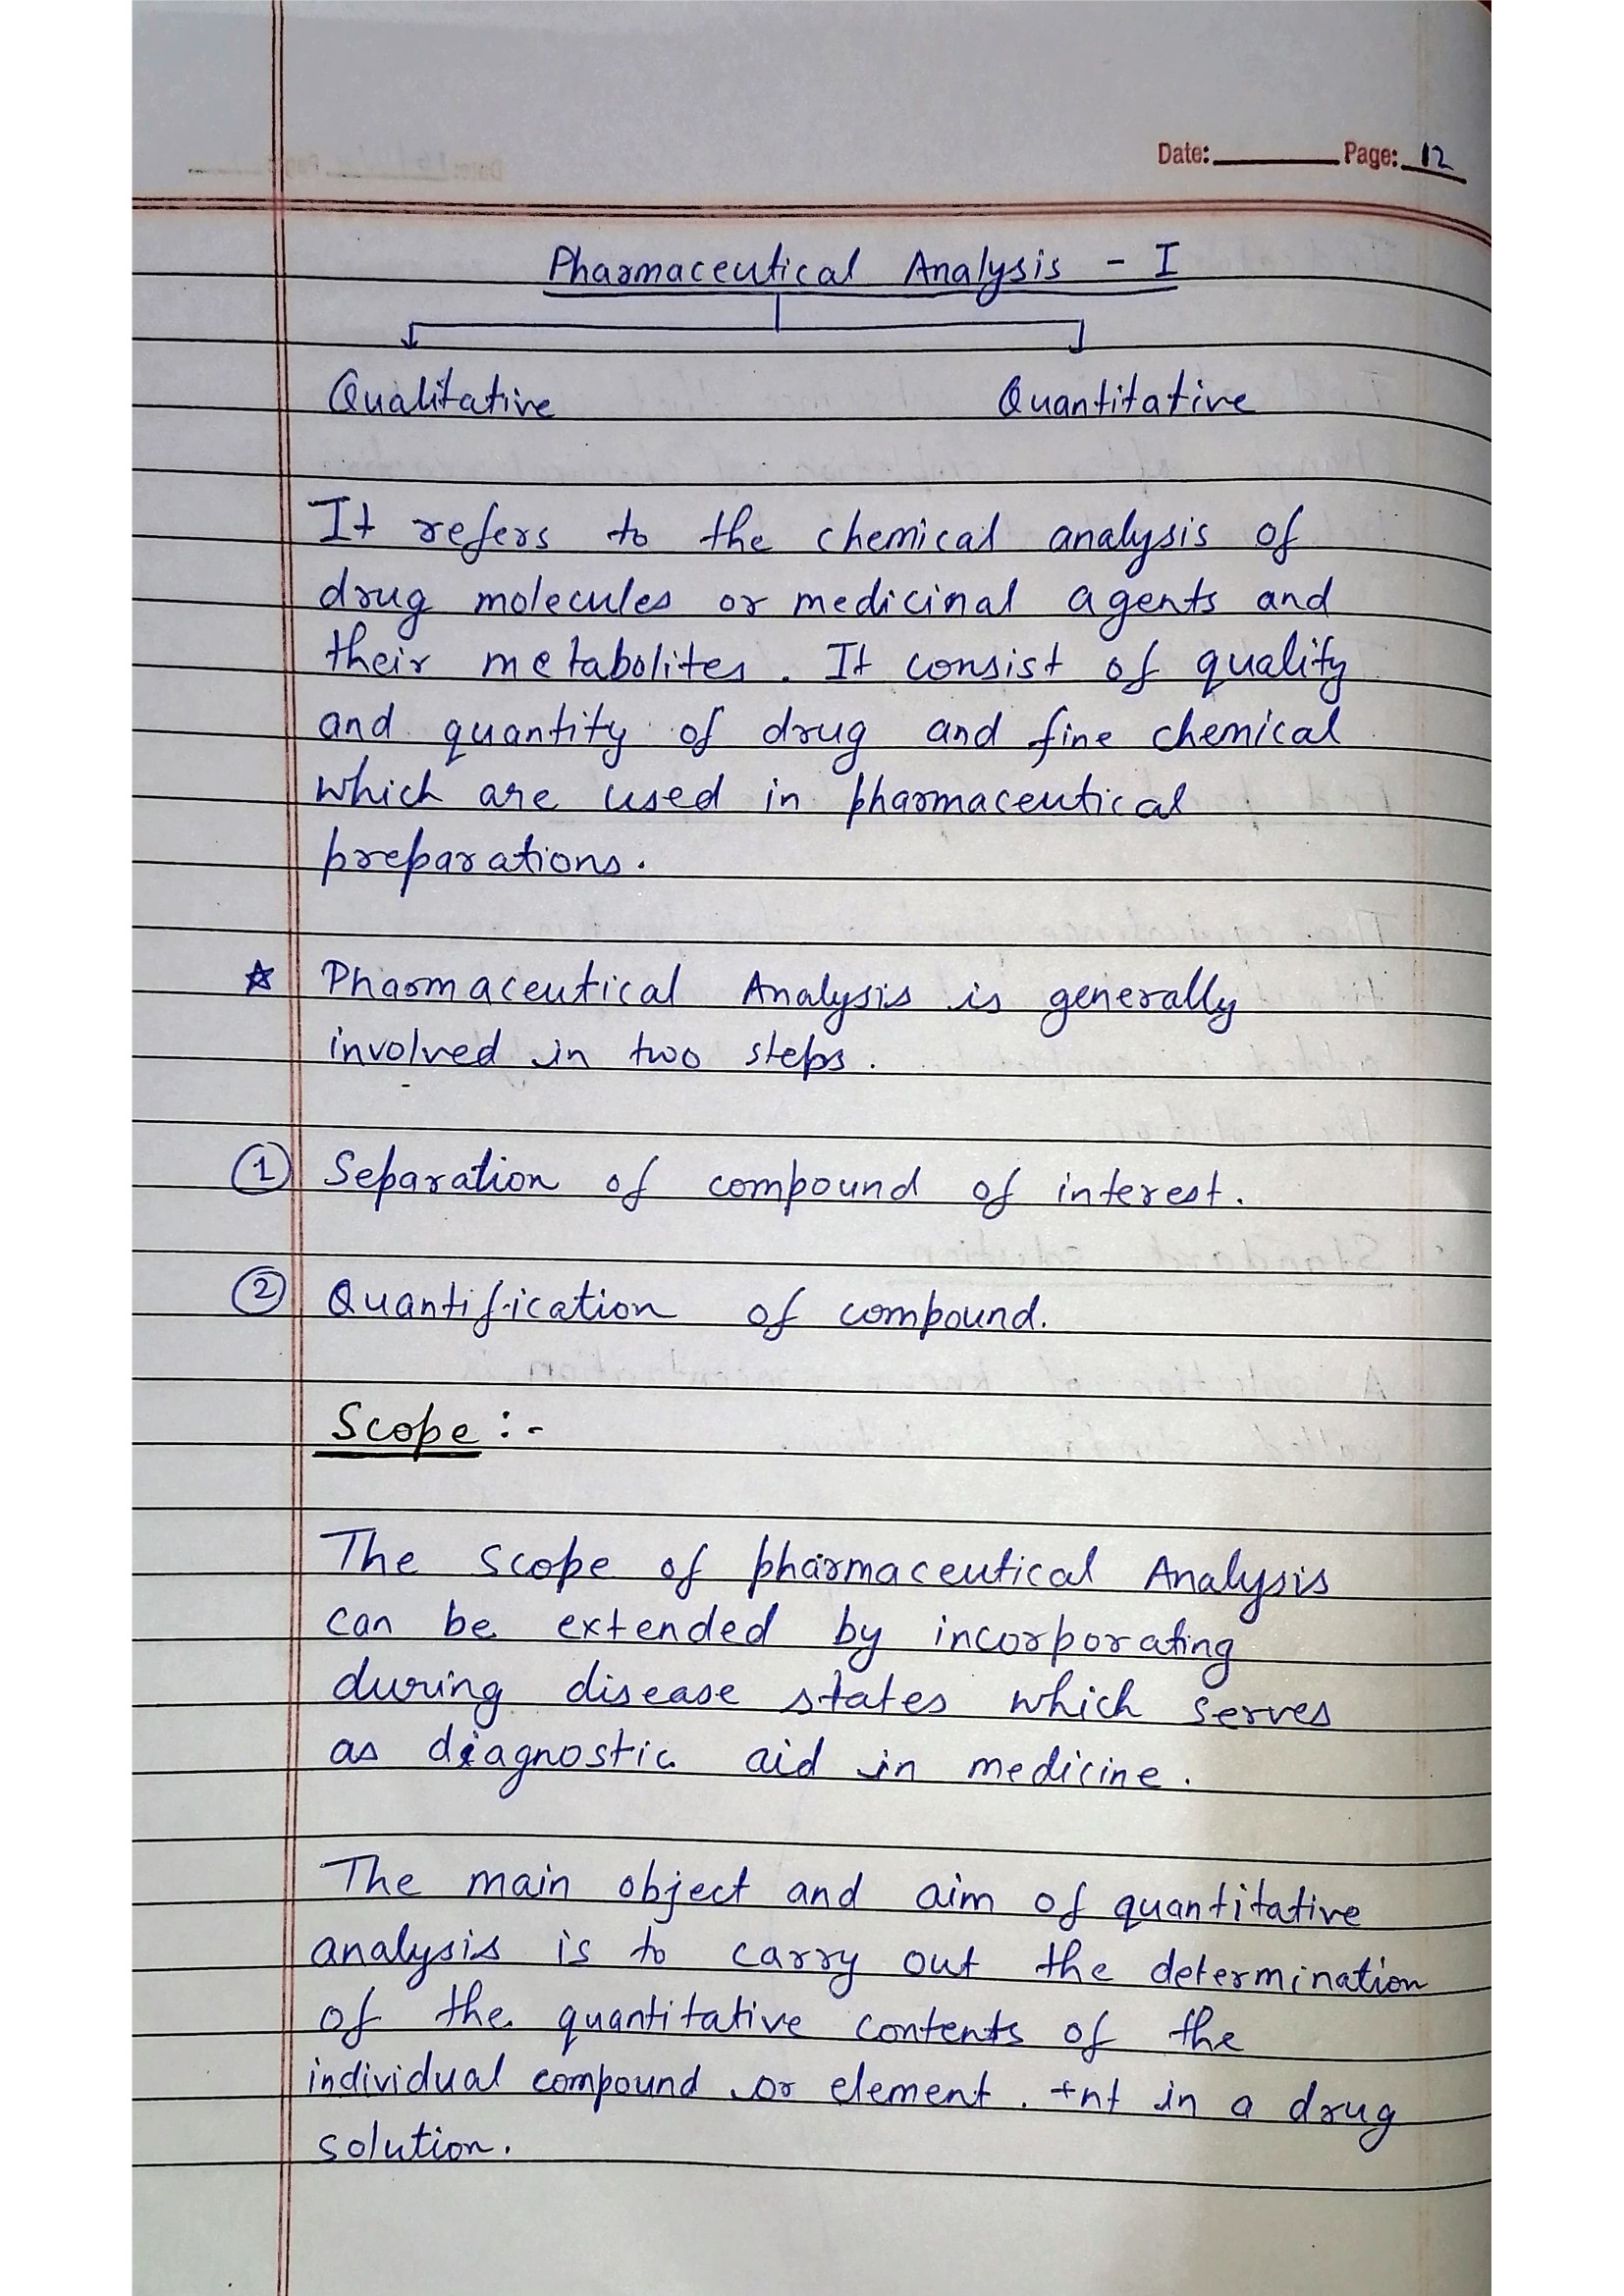 Date: Page: 12
Pharmaceutical Analysis - I
Qualitative Quantitative
It refers to the chemical analysis of
drug molecules or medicinal agents and
their metabolites. It consist of quality
and quantity of drug and fine chemical
which are used in pharmaceutical
preparations.
☆ Pharmaceutical Analysis is generally
involved in two steps.
① Separation of compound of interest.
② Quantification of compound.
Scope :-
The scope of pharmaceutical Analysis
can be extended by incorporating
during disease states which serves
as diagnostic aid in medicine.
The main object and aim of quantitative
analysis is to carry out the determination
of the quantitative contents of the
individual compound or element. +nt in a drug
solution.